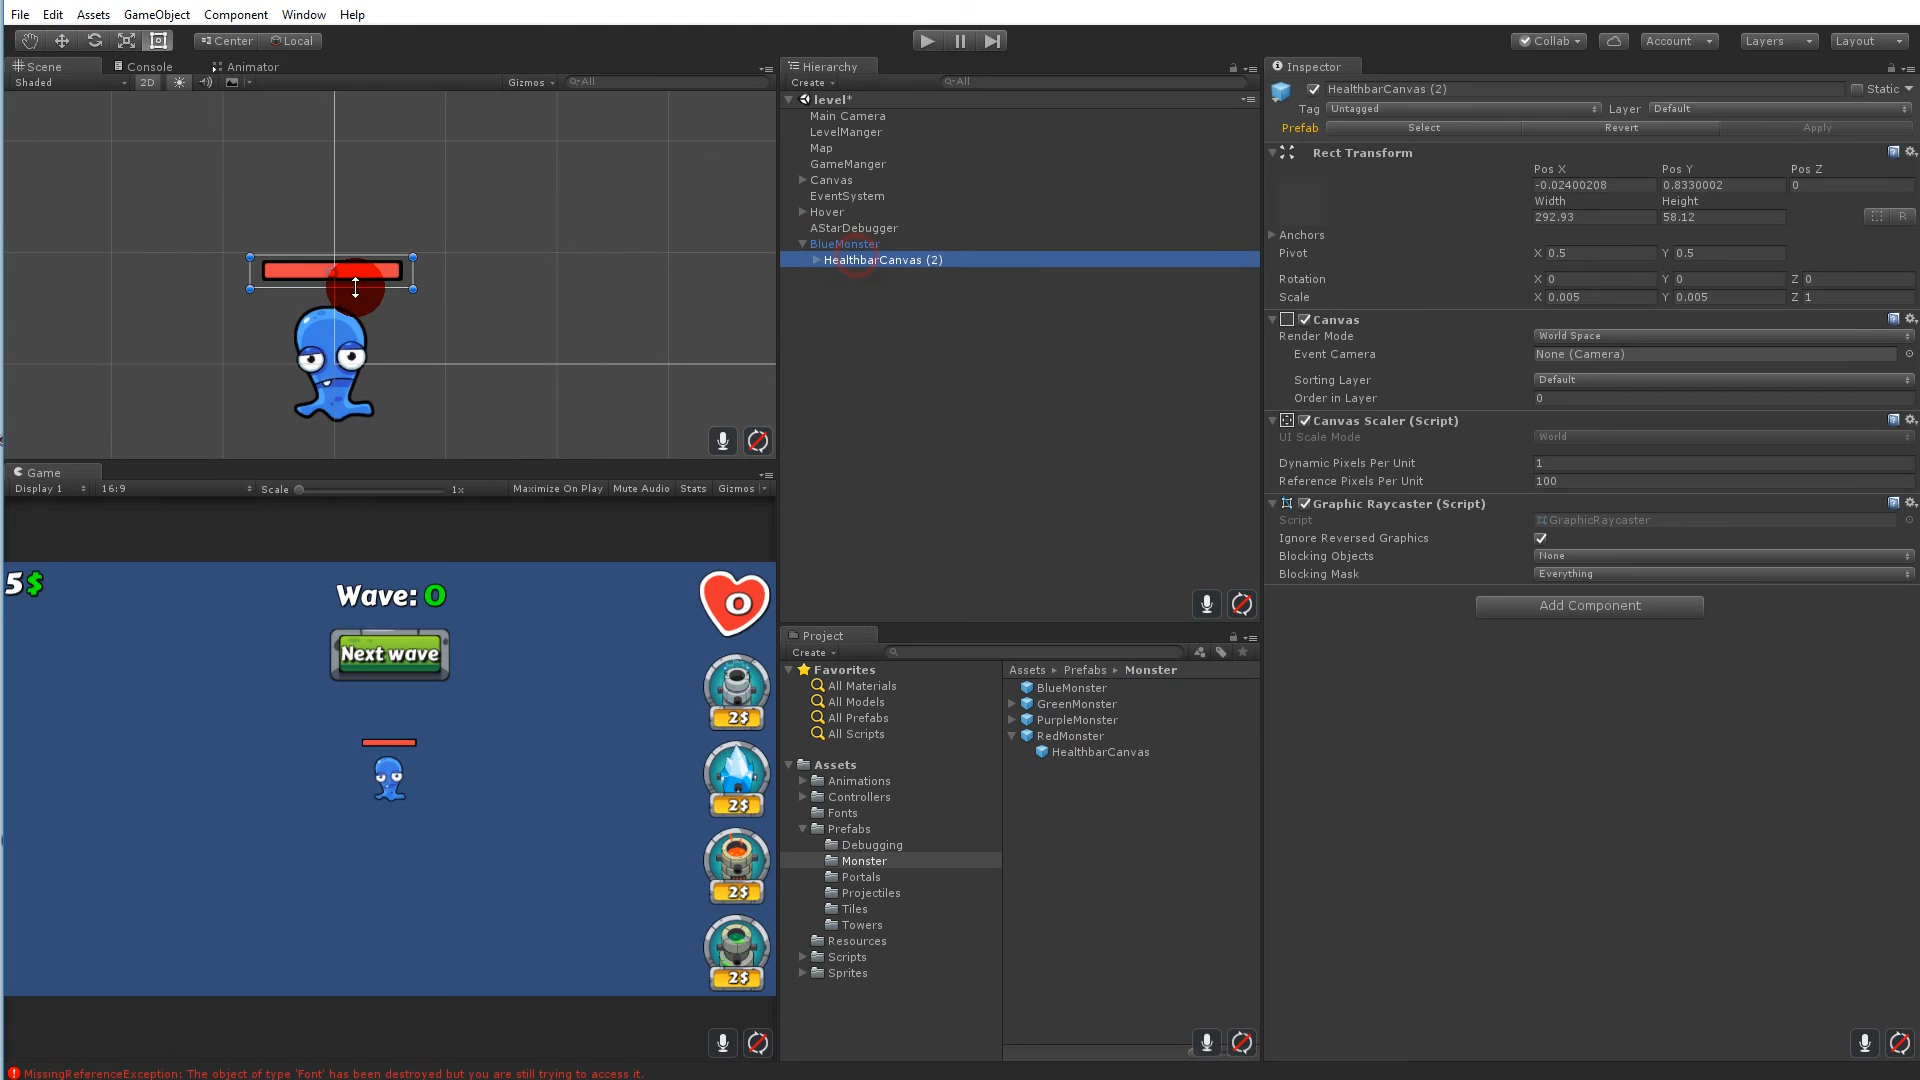 File Edit Assets GameObject Component Window Help
Center Local Collab Account Layers Layout
Scene Console Animator
Shaded 2D Gizmos All
Hierarchy
Create All
level*
Main Camera
LevelManger
Map
GameManger
Canvas
EventSystem
Hover
AStarDebugger
BlueMonster
HealthbarCanvas (2)
Inspector
HealthbarCanvas (2) Static
Tag Untagged Layer Default
Prefab Select Revert Apply
Rect Transform
Pos X Pos Y Pos Z
-0.02400208 0.8330002 0
Width Height
292.93 58.12 R
Anchors
Pivot X 0.5 Y 0.5
Rotation X 0 Y 0 Z 0
Scale X 0.005 Y 0.005 Z 1
Canvas
Render Mode World Space
Event Camera None (Camera)
Sorting Layer Default
Order in Layer 0
Canvas Scaler (Script)
UI Scale Mode World
Dynamic Pixels Per Unit 1
Reference Pixels Per Unit 100
Graphic Raycaster (Script)
Script GraphicRaycaster
Ignore Reversed Graphics
Blocking Objects None
Blocking Mask Everything
Add Component
Game
Display 1 16:9 Scale 1x Maximize On Play Mute Audio Stats Gizmos
5$ Wave: 0 0
Next wave
2$
2$
2$
2$
Project
Create
Favorites
All Materials
All Models
All Prefabs
All Scripts
Assets
Animations
Controllers
Fonts
Prefabs
Debugging
Monster
Portals
Projectiles
Tiles
Towers
Resources
Scripts
Sprites
Assets Prefabs Monster
BlueMonster
GreenMonster
PurpleMonster
RedMonster
HealthbarCanvas
MissingReferenceException: The object of type 'Font' has been destroyed but you are still trying to access it.